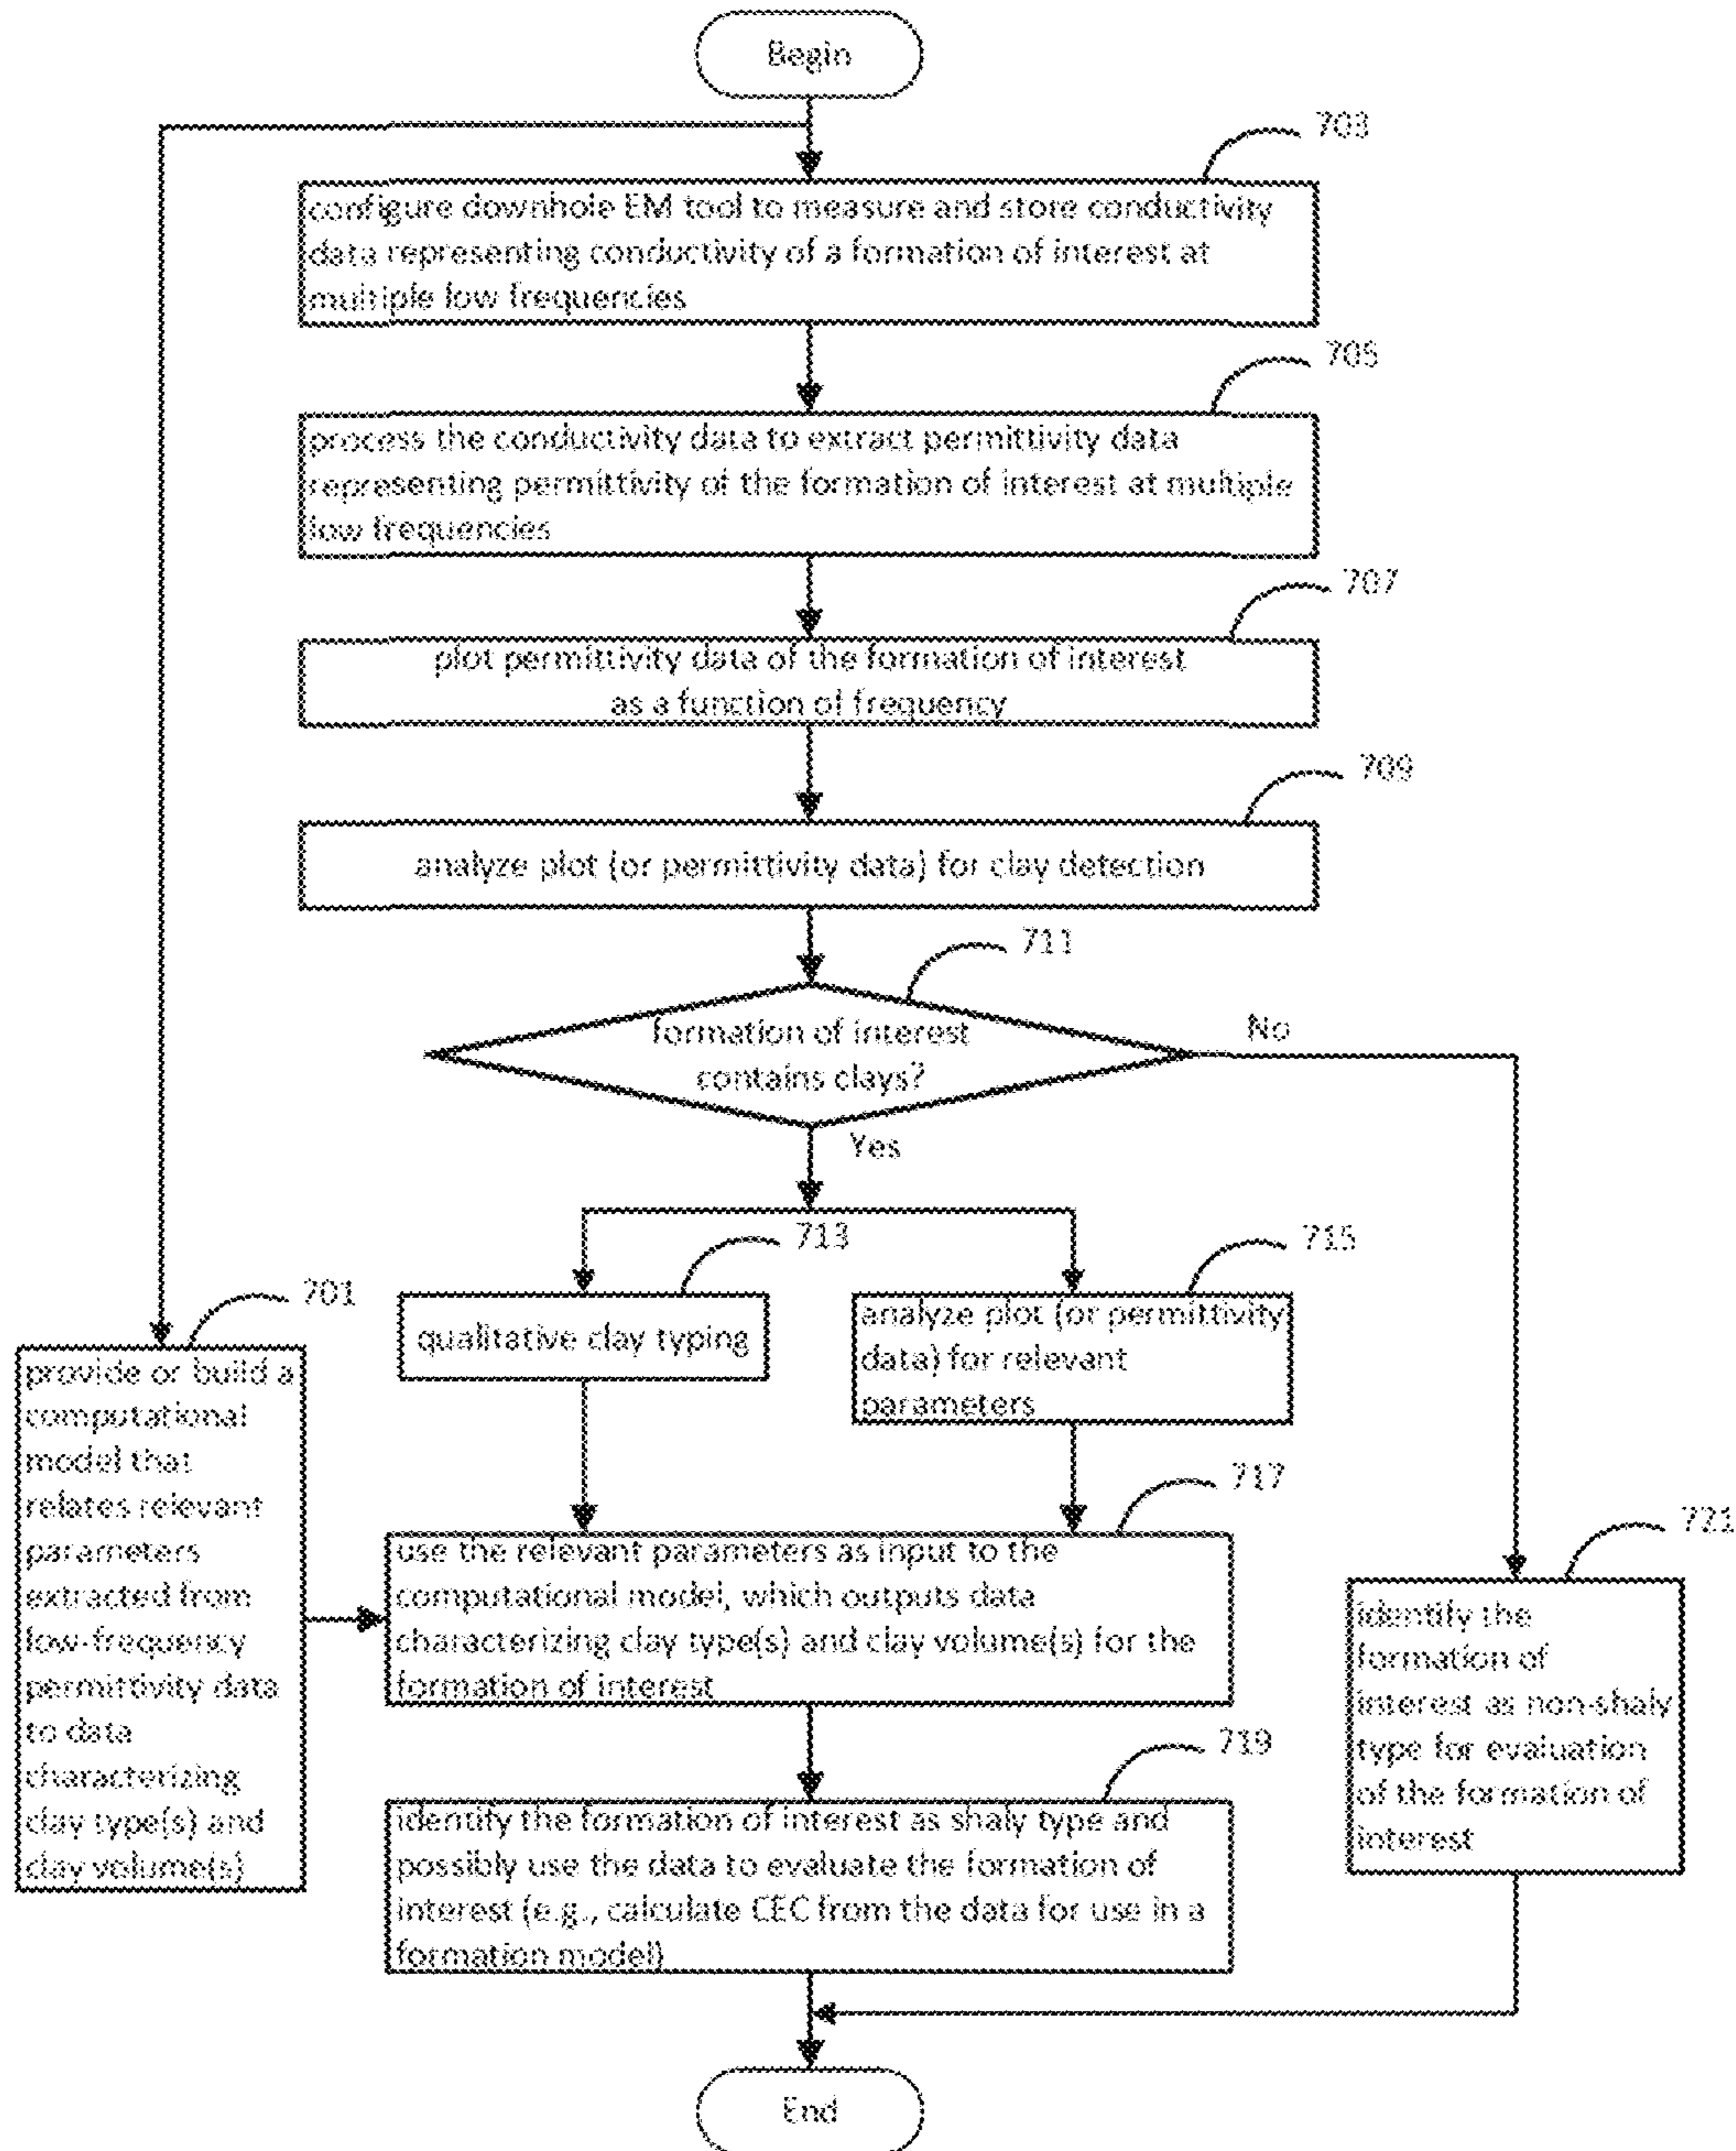 Begin
703
configure downhole EM tool to measure and store conductivity
data representing conductivity of a formation of interest at
multiple low frequencies
705
process the conductivity data to extract permittivity data
representing permittivity of the formation of interest at multiple
low frequencies
707
plot permittivity data of the formation of interest
as a function of frequency
709
analyze plot (or permittivity data) for clay detection
711
formation of interest
contains clays?
No
Yes
713
qualitative clay typing
715
analyze plot (or permittivity
data) for relevant
parameters
701
provide or build a
computational
model that
relates relevant
parameters
extracted from
low-frequency
permittivity data
to data
characterizing
clay type(s) and
clay volume(s)
717
use the relevant parameters as input to the
computational model, which outputs data
characterizing clay type(s) and clay volume(s) for the
formation of interest
721
identify the
formation of
interest as non-shaly
type for evaluation
of the formation of
interest
719
identify the formation of interest as shaly type and
possibly use the data to evaluate the formation of
interest (e.g., calculate CEC from the data for use in a
formation model)
End